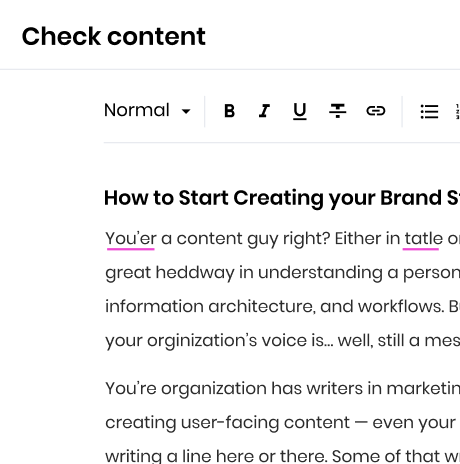 Check content
Normal B I U T
How to Start Creating your Brand S
You'er a content guy right? Either in tatle o
great heddway in understanding a person
information architecture, and workflows. B
your orginization's voice is... well, still a mes
You're organization has writers in marketin
creating user-facing content — even your
writing a line here or there. Some of that w